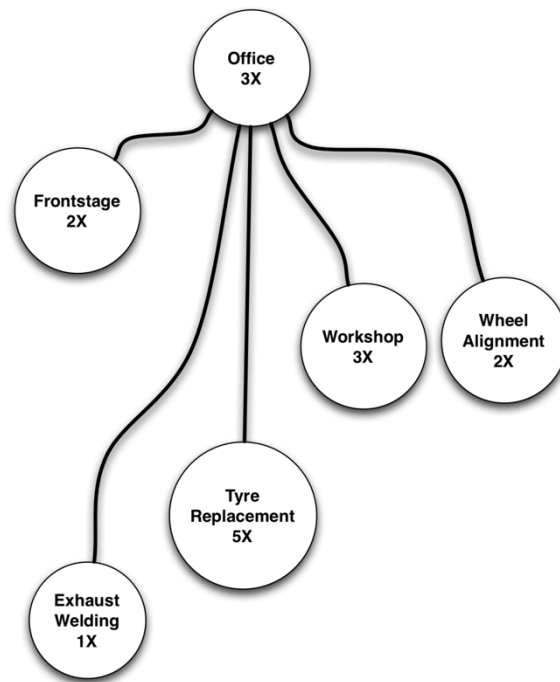 Office
3X
Frontstage
2X
Workshop
3X
Wheel
Alignment
2X
Tyre
Replacement
5X
Exhaust
Welding
1X